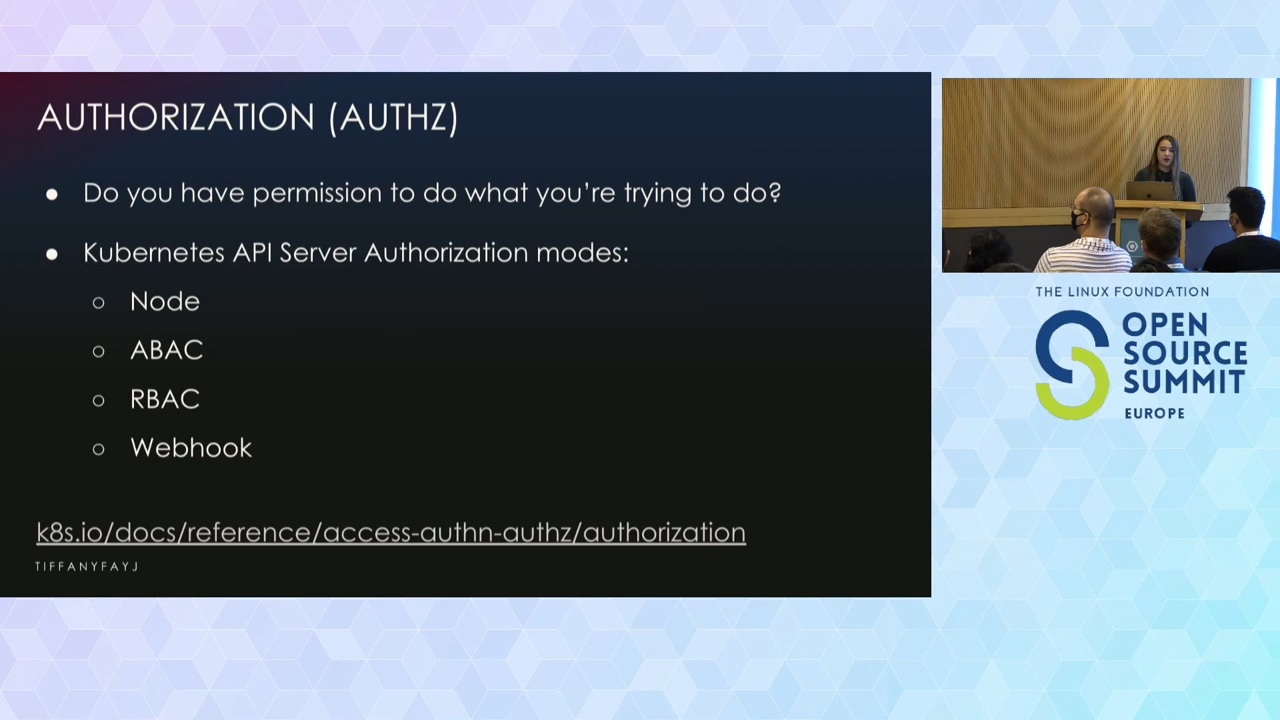 AUTHORIZATION (AUTHZ)
● Do you have permission to do what you're trying to do?
● Kubernetes API Server Authorization modes:
○ Node
○ ABAC
○ RBAC
○ Webhook
k8s.io/docs/reference/access-authn-authz/authorization
TIFFANYFAYJ
THE LINUX FOUNDATION
OPEN
SOURCE
SUMMIT
EUROPE